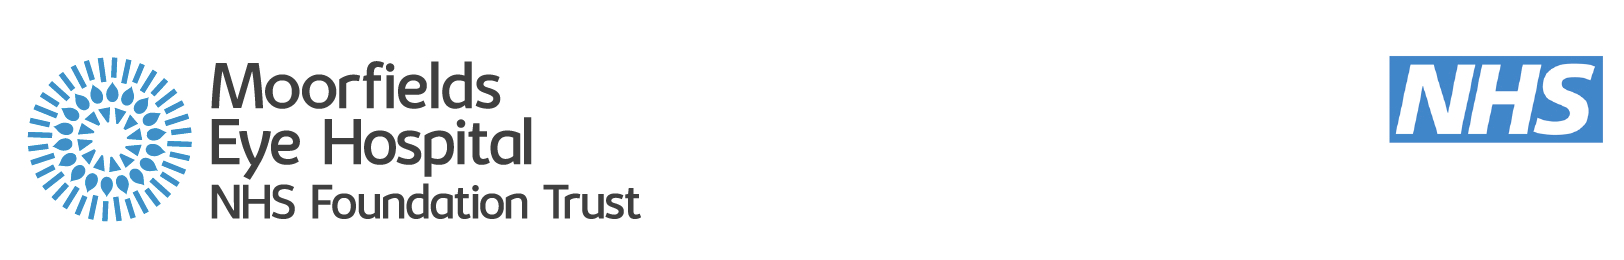 Moorfields
Eye Hospital
NHS Foundation Trust
NHS